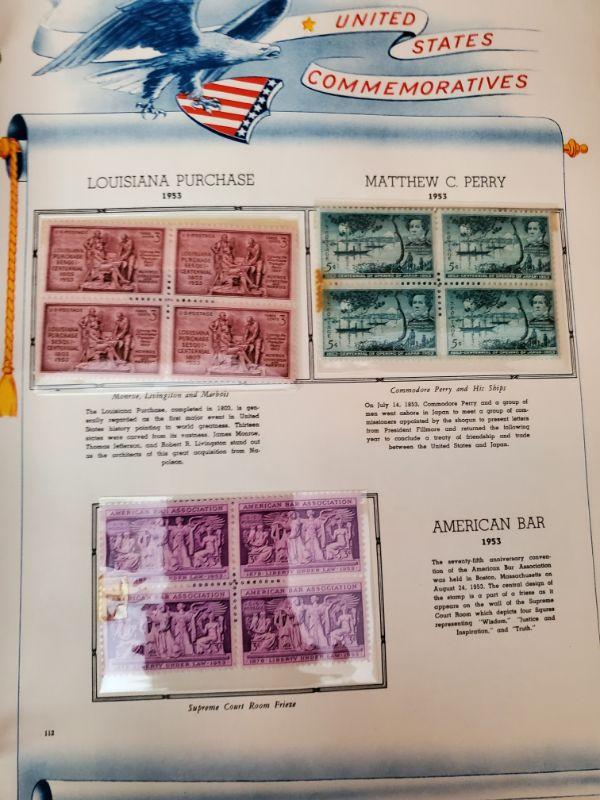 UNITED
STATES
COMMEMORATIVES
LOUISIANA PURCHASE
1953
MATTHEW C. PERRY
1953
U.S. POSTAGE
LOUISIANA
PURCHASE
SESQUI-
CENTENNIAL
1803
1953
3
5¢
1853 CENTENNIAL OF OPENING OF JAPAN 1953
Monroe, Livingston and Marbois
The Louisiana Purchase, completed in 1803, is gen-
erally regarded as the first major event in United
States history pointing to world greatness. Thirteen
states were carved from its vastness. James Monroe,
Thomas Jefferson, and Robert R. Livingston stand out
as the architects of this great acquisition from Na-
poleon.
Commodore Perry and His Ships
On July 14, 1853, Commodore Perry and a group of
men went ashore in Japan to meet a group of com-
missioners appointed by the shogun to present letters
from President Fillmore and returned the following
year to conclude a treaty of friendship and trade
between the United States and Japan.
AMERICAN BAR ASSOCIATION
1878 LIBERTY UNDER LAW 1953
AMERICAN BAR
1953
The seventy-fifth anniversary conven-
tion of the American Bar Association
was held in Boston, Massachusetts on
August 24, 1953. The central design of
the stamp is a part of a frieze as it
appears on the wall of the Supreme
Court Room which depicts four figures
representing "Wisdom," "Justice and
Inspiration," and "Truth."
Supreme Court Room Frieze
112